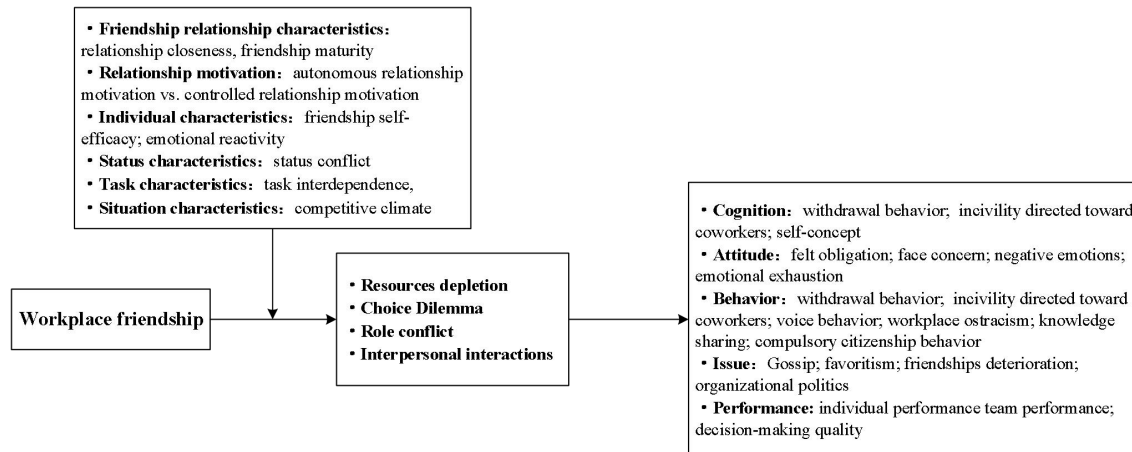 ・Friendship relationship characteristics：
relationship closeness, friendship maturity
・Relationship motivation：autonomous relationship
motivation vs. controlled relationship motivation
・Individual characteristics：friendship self-
efficacy; emotional reactivity
・Status characteristics：status conflict
・Task characteristics：task interdependence,
・Situation characteristics：competitive climate
Workplace friendship
・Resources depletion
・Choice Dilemma
・Role conflict
・Interpersonal interactions
・Cognition：withdrawal behavior; incivility directed toward
coworkers; self-concept
・Attitude：felt obligation; face concern; negative emotions;
emotional exhaustion
・Behavior：withdrawal behavior; incivility directed toward
coworkers; voice behavior; workplace ostracism; knowledge
sharing; compulsory citizenship behavior
・Issue：Gossip; favoritism; friendships deterioration;
organizational politics
・Performance: individual performance team performance;
decision-making quality